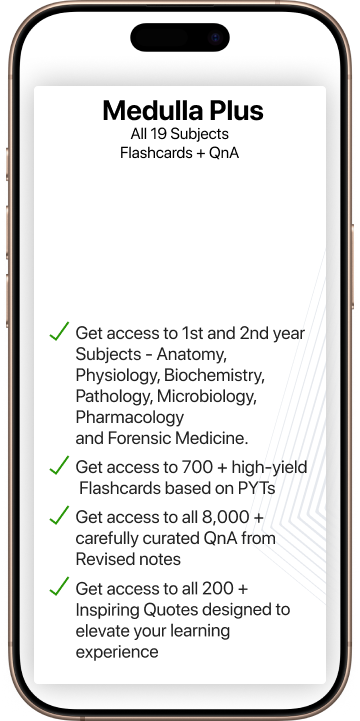 Medulla Plus
All 19 Subjects
Flashcards + QnA
Get access to 1st and 2nd year
Subjects - Anatomy,
Physiology, Biochemistry,
Pathology, Microbiology,
Pharmacology
and Forensic Medicine.
Get access to 700 + high-yield
Flashcards based on PYTs
Get access to all 8,000 +
carefully curated QnA from
Revised notes
Get access to all 200 +
Inspiring Quotes designed to
elevate your learning
experience